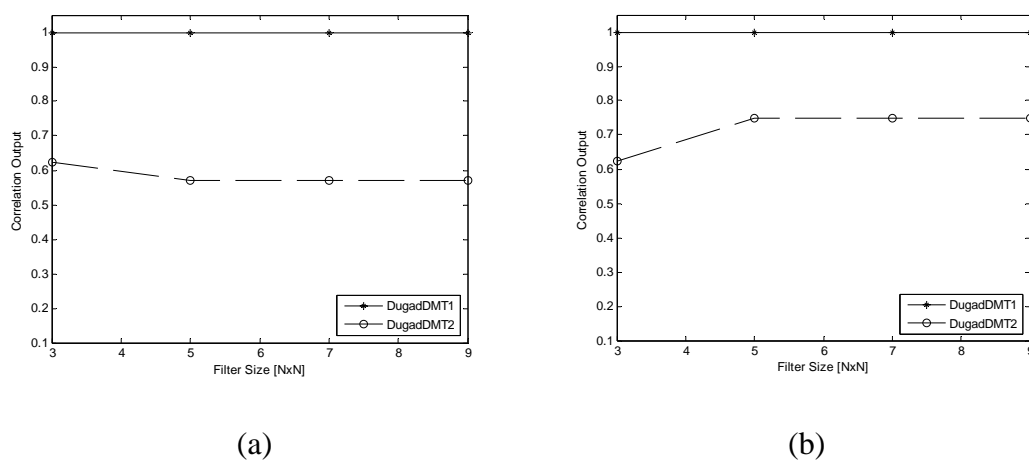 1
0.9
0.8
0.7
0.6
0.5
0.4
0.3
0.2
0.1
Correlation Output
3 4 5 6 7 8 9
Filter Size [NxN]
DugadDMT1
DugadDMT2
(a)
1
0.9
0.8
0.7
0.6
0.5
0.4
0.3
0.2
0.1
Correlation Output
3 4 5 6 7 8 9
Filter Size [NxN]
DugadDMT1
DugadDMT2
(b)